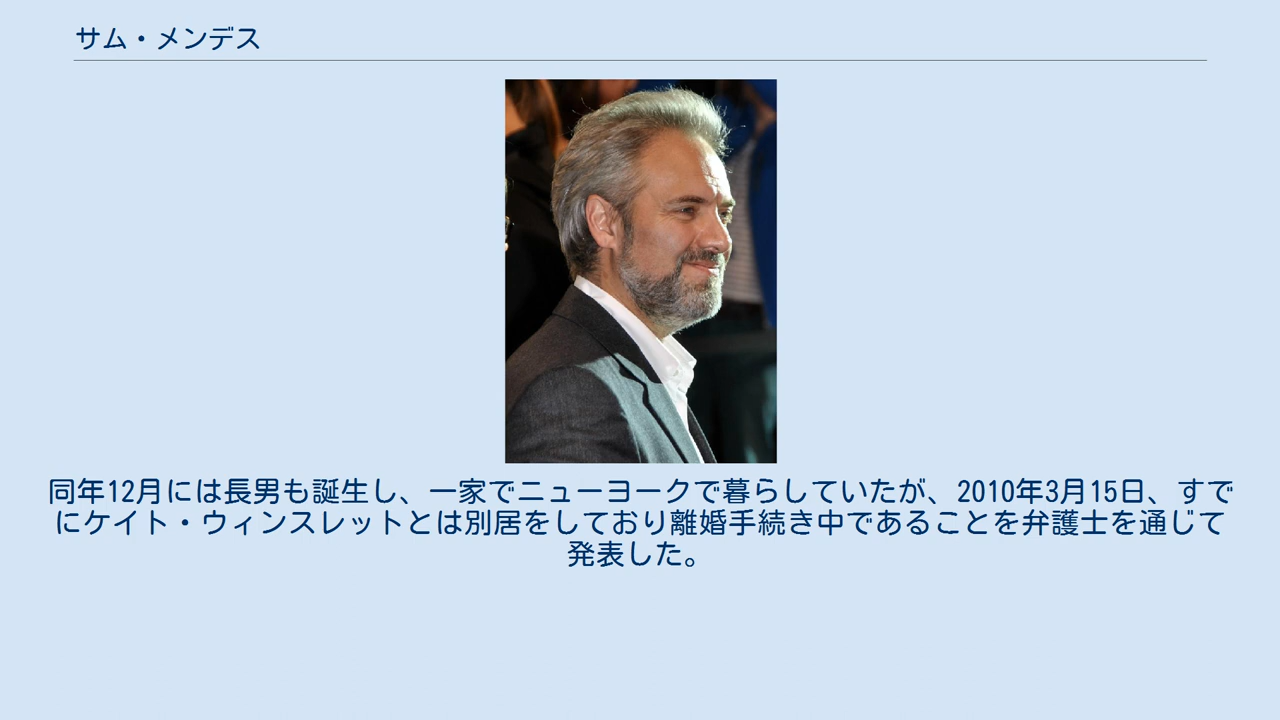 サム・メンデス
同年12月には長男も誕生し、一家でニューヨークで暮らしていたが、2010年3月15日、すで
にケイト・ウィンスレットとは別居をしており離婚手続き中であることを弁護士を通じて
発表した。